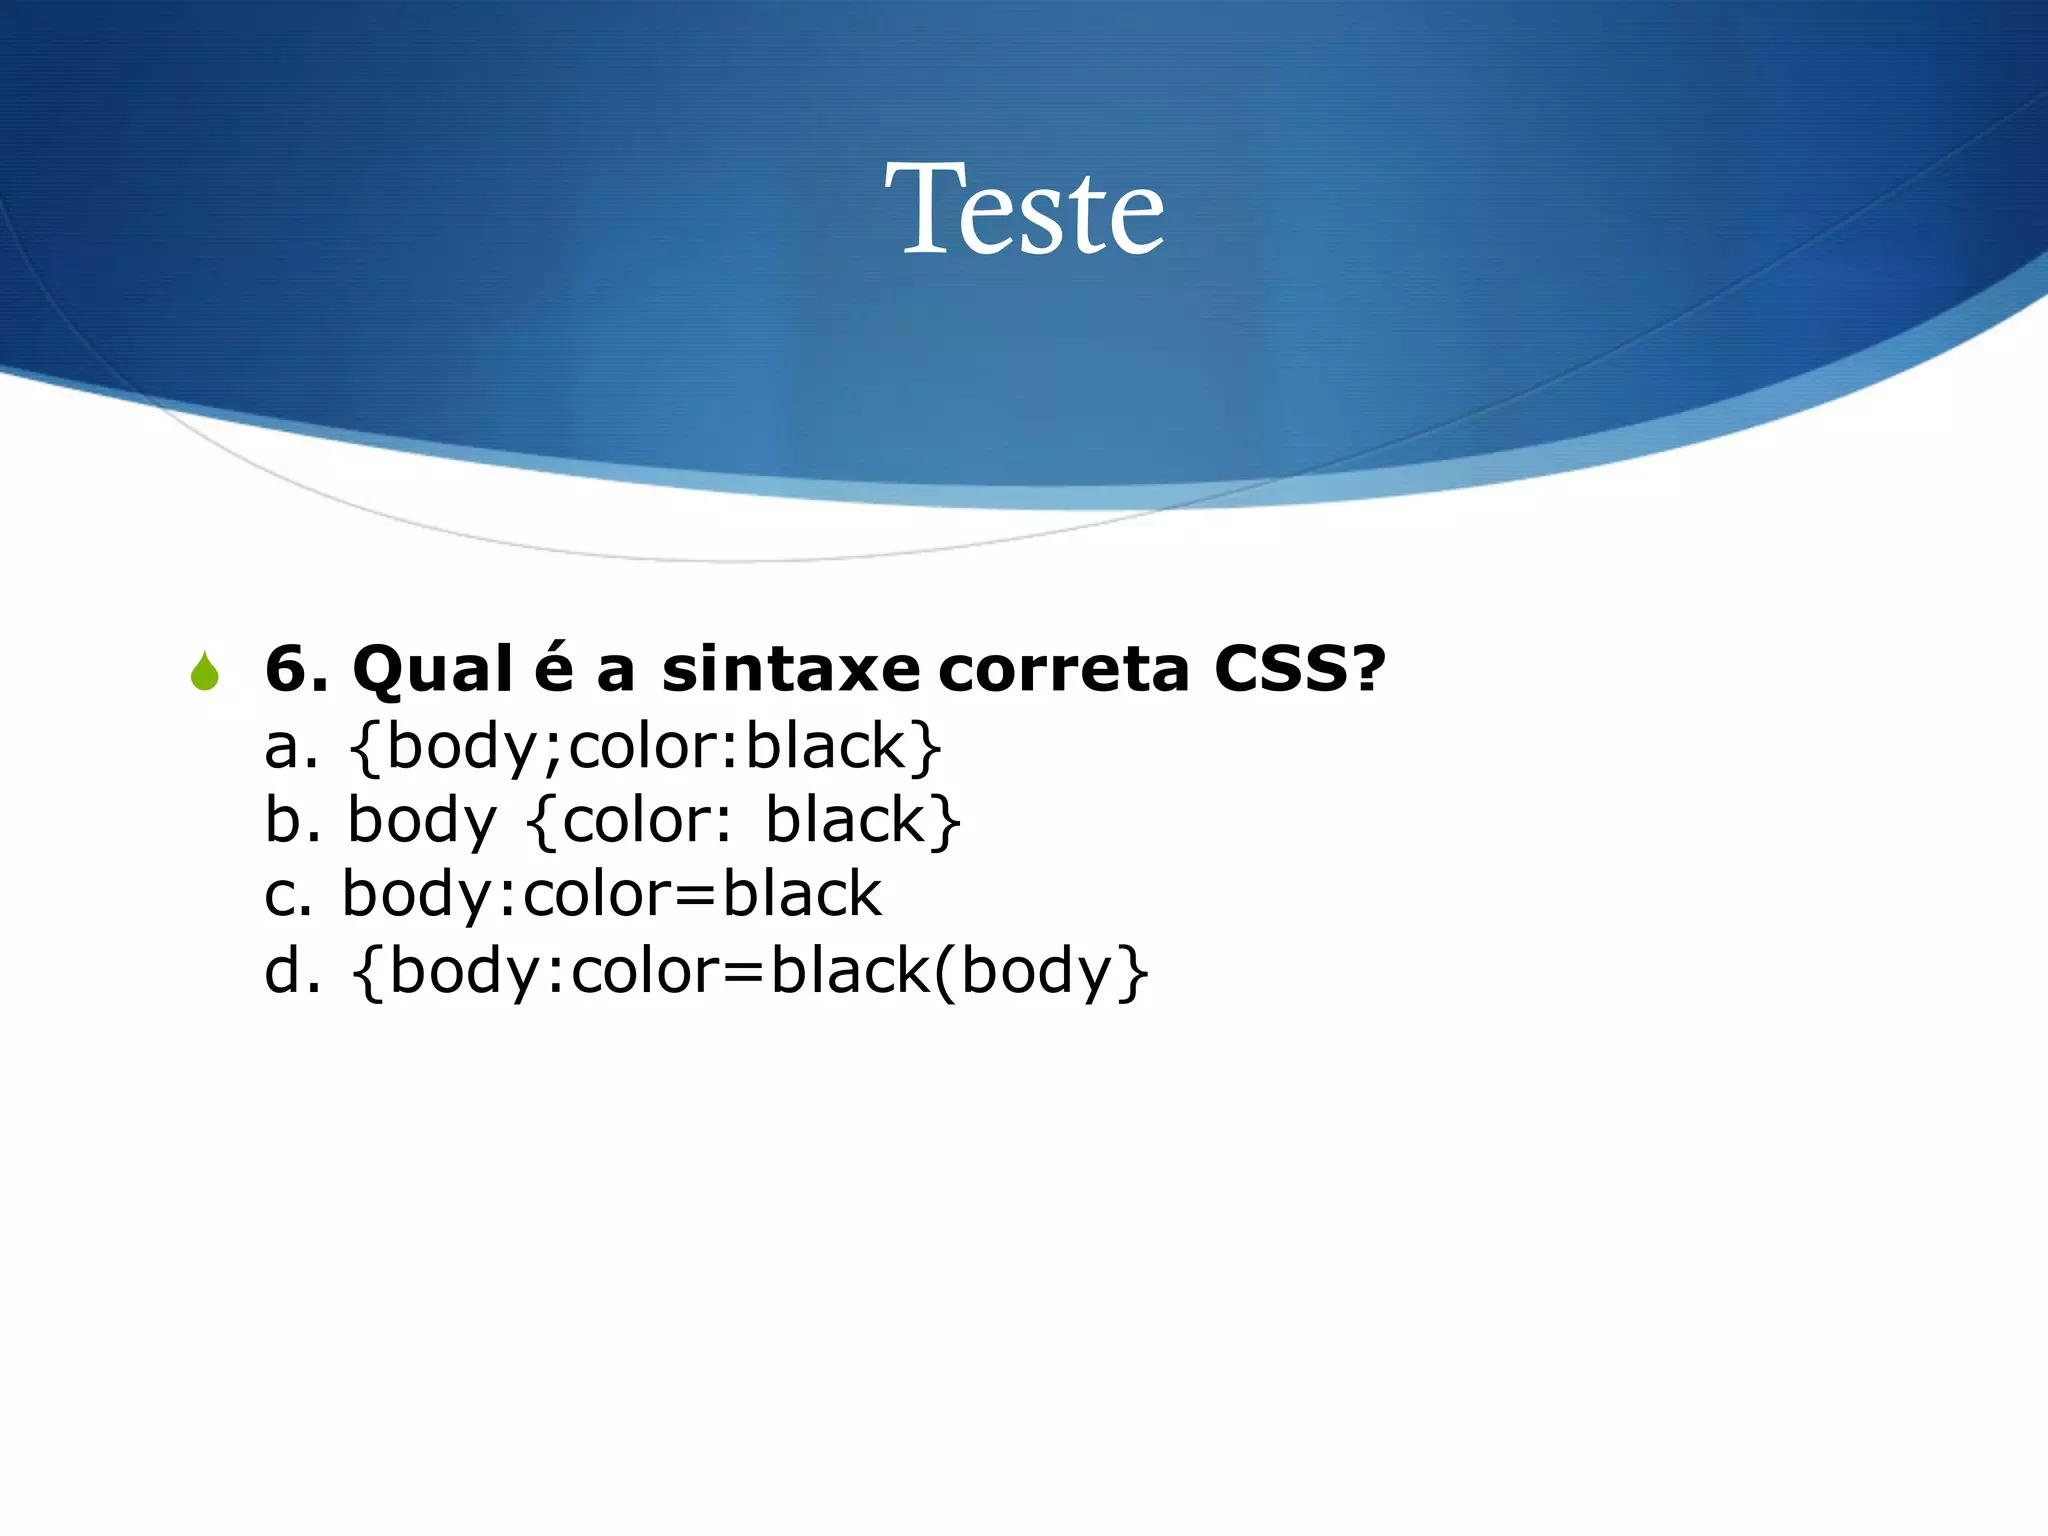 Teste
6. Qual é a sintaxe correta CSS?
a. {body;color:black}
b. body {color: black}
c. body:color=black
d. {body:color=black(body}